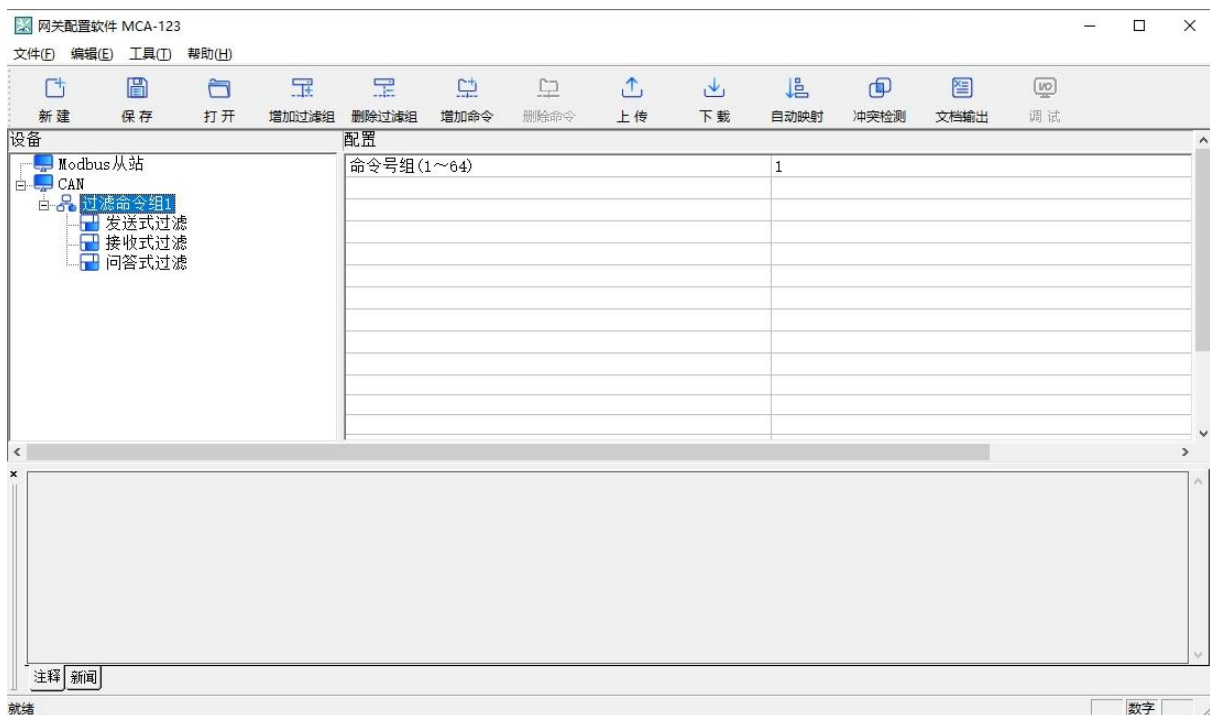 网关配置软件 MCA-123
文件(F) 编辑(E) 工具(T) 帮助(H)
新建 保存 打开 增加过滤组 删除过滤组 增加命令 删除命令 上传 下载 自动映射 冲突检测 文档输出 调试
设备
配置
Modbus从站
CAN
过滤命令组1
发送式过滤
接收式过滤
问答式过滤
命令号组(1～64) 1
注释 新闻
就绪 数字